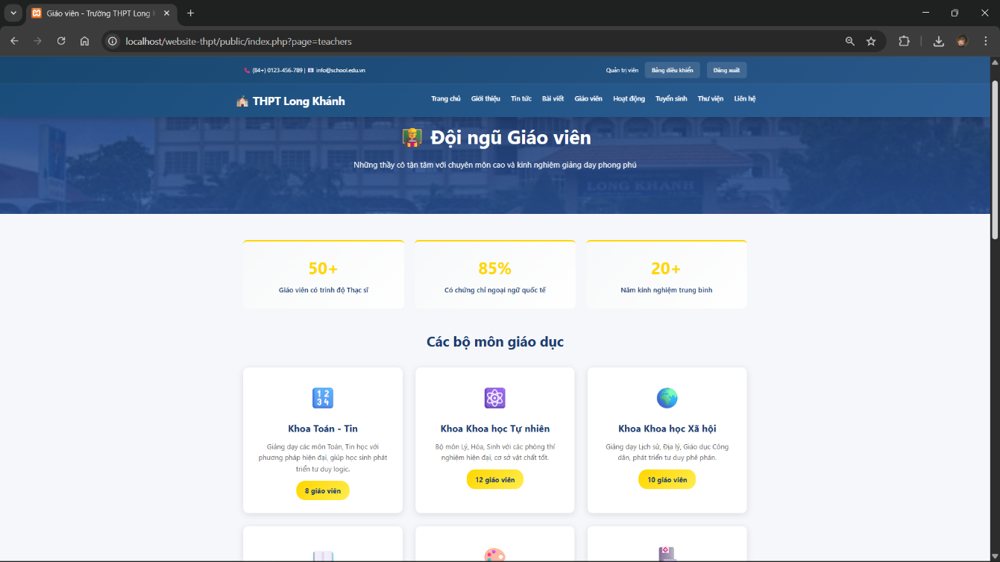 Giáo viên - Trường THPT Long
localhost/website-thpt/public/index.php?page=teachers
(84+) 0123-456-789 | info@school.edu.vn
Quản trị viên
Bảng điều khiển
Đăng xuất
THPT Long Khánh
Trang chủ
Giới thiệu
Tin tức
Bài viết
Giáo viên
Hoạt động
Tuyển sinh
Thư viện
Liên hệ
Đội ngũ Giáo viên
Những thầy cô tận tâm với chuyên môn cao và kinh nghiệm giảng dạy phong phú
LONG KHANH
50+
Giáo viên có trình độ Thạc sĩ
85%
Có chứng chỉ ngoại ngữ quốc tế
20+
Năm kinh nghiệm trung bình
Các bộ môn giáo dục
1 2
3 4
Khoa Toán - Tin
Giảng dạy các môn Toán, Tin học với
phương pháp hiện đại, giúp học sinh phát
triển tư duy logic.
8 giáo viên
Khoa Khoa học Tự nhiên
Bộ môn Lý, Hóa, Sinh với các phòng thí
nghiệm hiện đại, cơ sở vật chất tốt.
12 giáo viên
Khoa Khoa học Xã hội
Giảng dạy Lịch sử, Địa lý, Giáo dục Công
dân, phát triển tư duy phê phán.
10 giáo viên